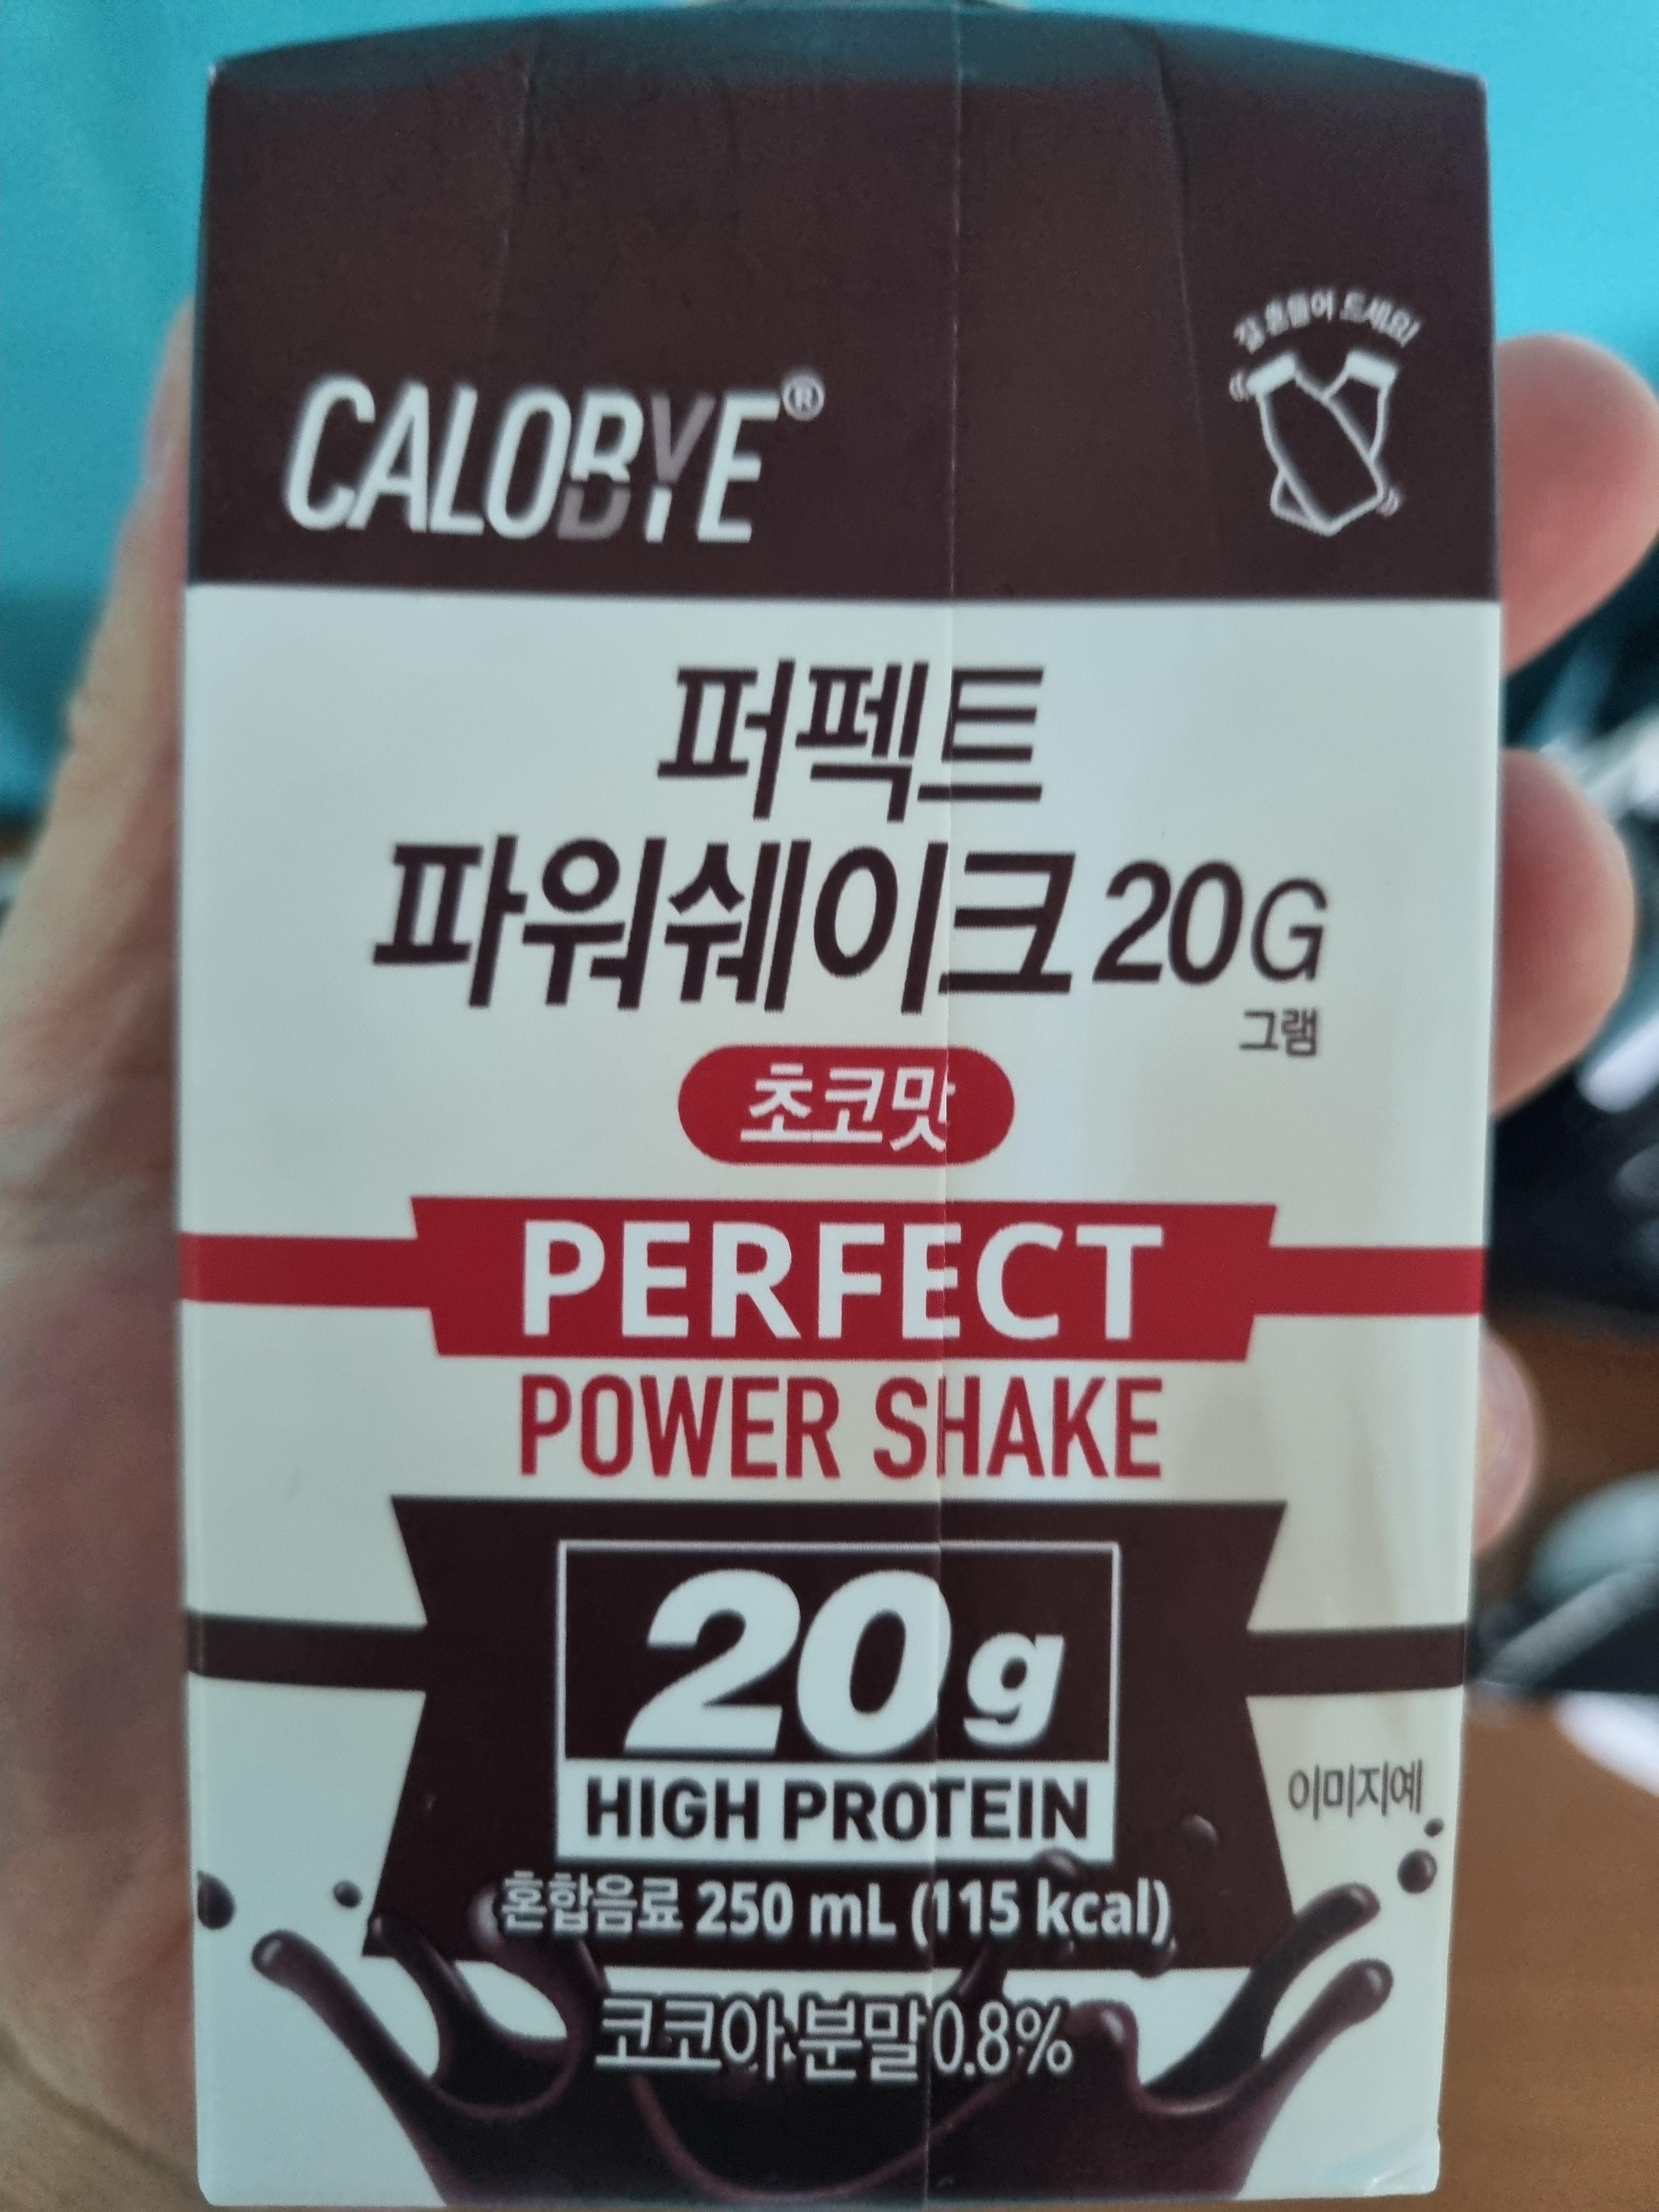 CALOBYE®
잘 흔들어 드세요!
퍼펙트
파워쉐이크 20G
그램
초코맛
PERFECT
POWER SHAKE
20g
HIGH PROTEIN
이미지예
혼합음료 250 mL (115 kcal)
코코아분말0.8%